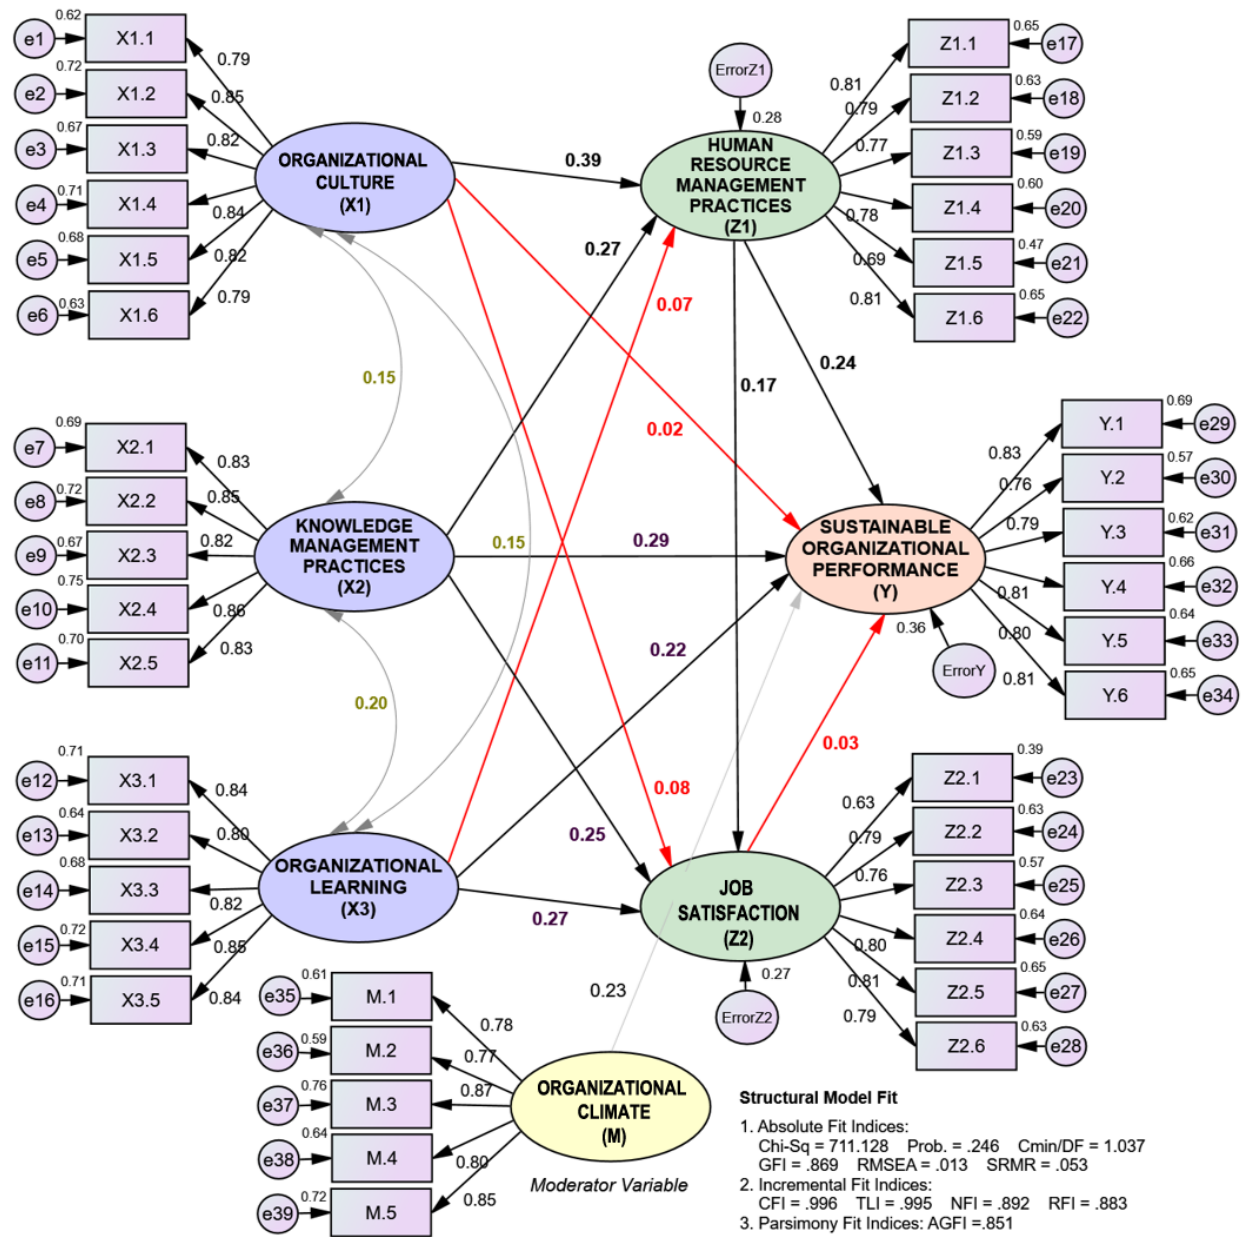 e1
0.62
X1.1
0.79
e2
0.72
X1.2
0.85
e3
0.67
X1.3
0.82
e4
0.71
X1.4
0.84
e5
0.68
X1.5
0.82
e6
0.63
X1.6
0.79
ORGANIZATIONAL
CULTURE
(X1)
ErrorZ1
0.28
HUMAN
RESOURCE
MANAGEMENT
PRACTICES
(Z1)
0.81
Z1.1
0.65
e17
0.79
Z1.2
0.63
e18
0.77
Z1.3
0.59
e19
0.78
Z1.4
0.60
e20
0.69
Z1.5
0.47
e21
0.81
Z1.6
0.65
e22
0.39
0.27
0.07
0.15
0.02
0.17
0.24
e7
0.69
X2.1
0.83
e8
0.72
X2.2
0.85
e9
0.67
X2.3
0.82
e10
0.75
X2.4
0.86
e11
0.70
X2.5
0.83
KNOWLEDGE
MANAGEMENT
PRACTICES
(X2)
0.15
0.29
SUSTAINABLE
ORGANIZATIONAL
PERFORMANCE
(Y)
0.36
ErrorY
0.83
Y.1
0.69
e29
0.76
Y.2
0.57
e30
0.79
Y.3
0.62
e31
0.81
Y.4
0.66
e32
0.80
Y.5
0.64
e33
0.81
Y.6
0.65
e34
0.20
0.22
0.03
0.08
0.25
0.27
e12
0.71
X3.1
0.84
e13
0.64
X3.2
0.80
e14
0.68
X3.3
0.82
e15
0.72
X3.4
0.85
e16
0.71
X3.5
0.84
ORGANIZATIONAL
LEARNING
(X3)
JOB
SATISFACTION
(Z2)
0.27
ErrorZ2
0.63
Z2.1
0.39
e23
0.79
Z2.2
0.63
e24
0.76
Z2.3
0.57
e25
0.80
Z2.4
0.64
e26
0.81
Z2.5
0.65
e27
0.79
Z2.6
0.63
e28
0.23
e35
0.61
M.1
0.78
e36
0.59
M.2
0.77
e37
0.76
M.3
0.87
e38
0.64
M.4
0.80
e39
0.72
M.5
0.85
ORGANIZATIONAL
CLIMATE
(M)
Moderator Variable
Structural Model Fit
1. Absolute Fit Indices:
Chi-Sq = 711.128 Prob. = .246 Cmin/DF = 1.037
GFI = .869 RMSEA = .013 SRMR = .053
2. Incremental Fit Indices:
CFI = .996 TLI = .995 NFI = .892 RFI = .883
3. Parsimony Fit Indices: AGFI =.851